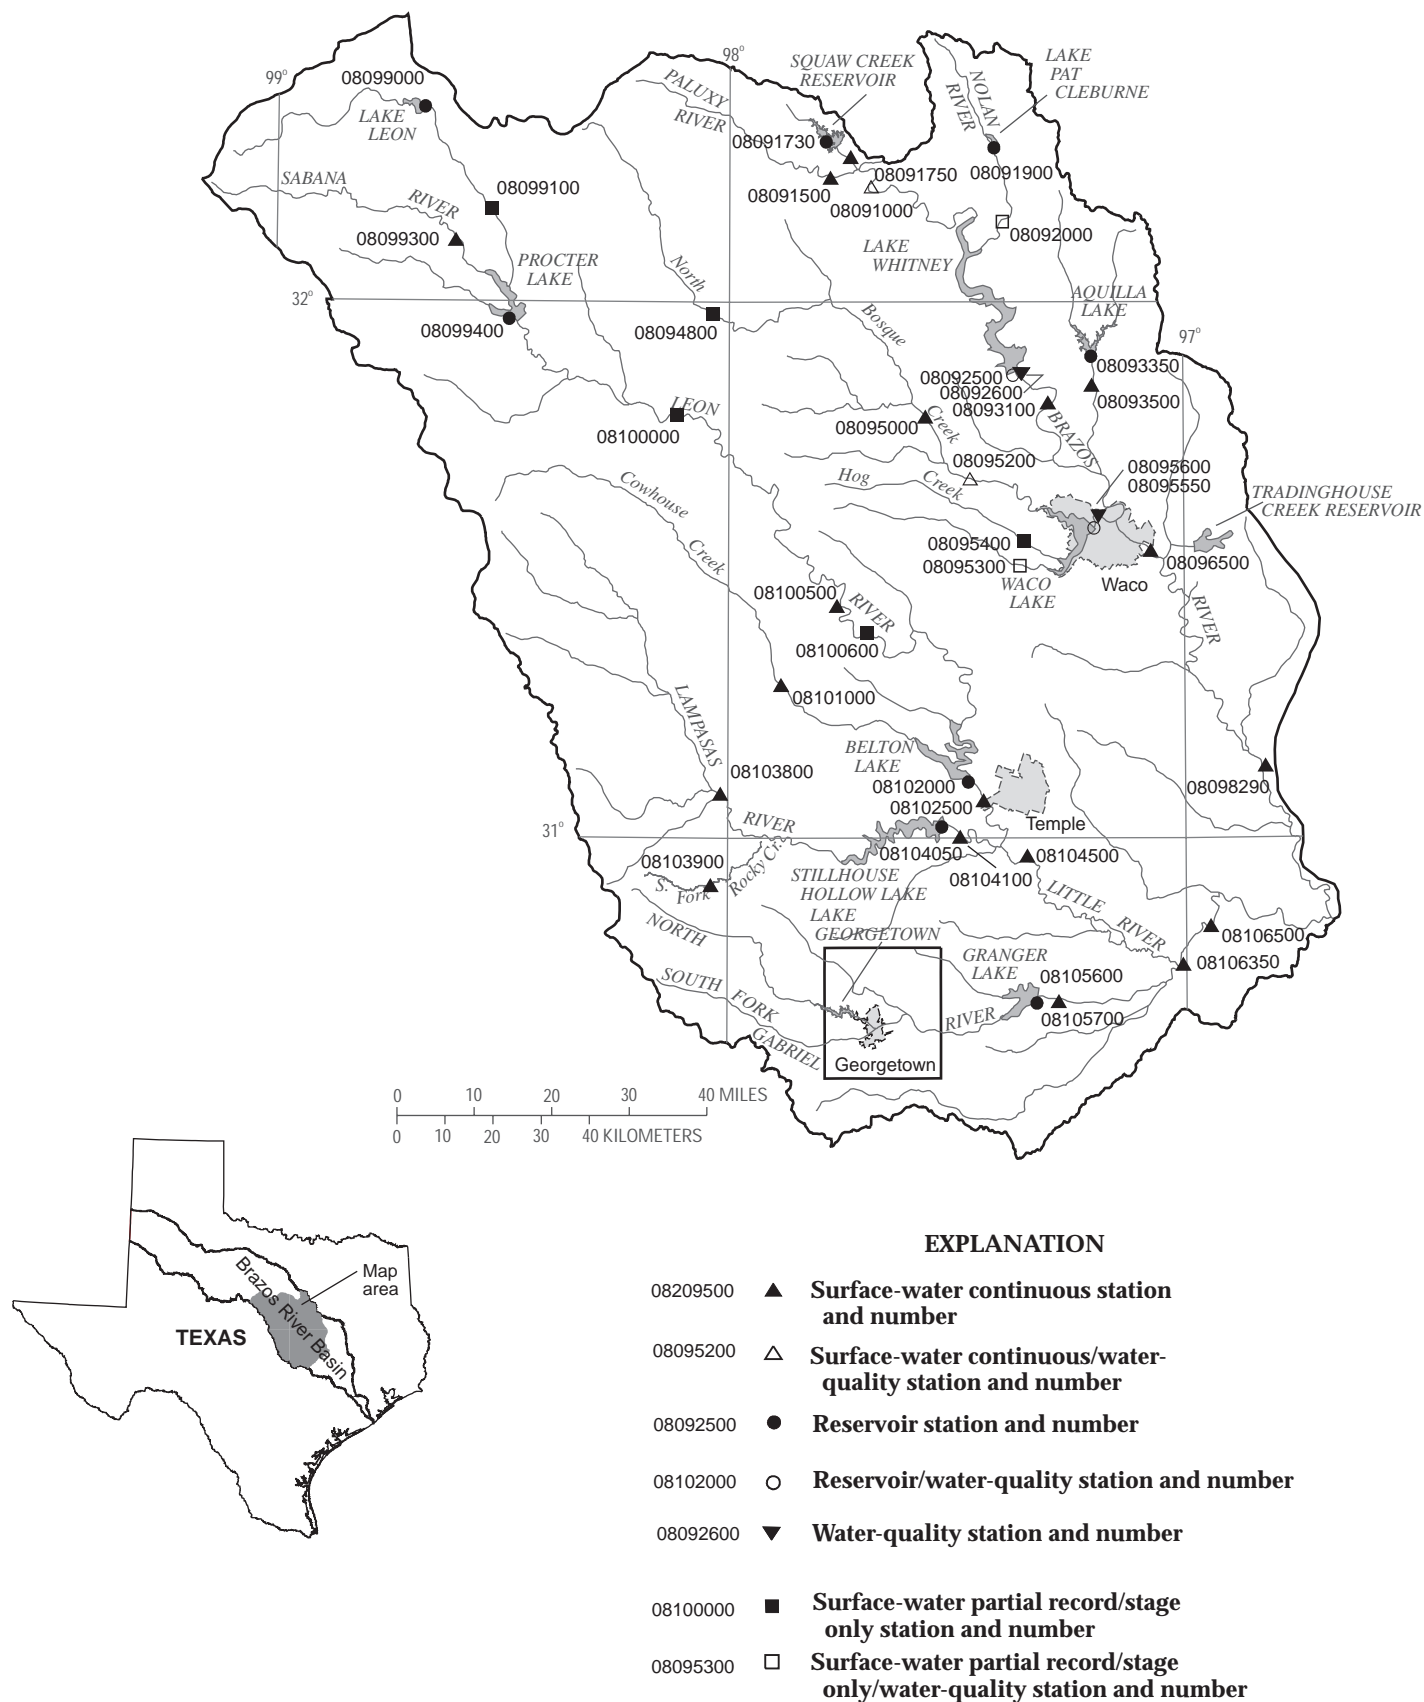 98°
99°
08099000
LAKE
LEON
PALUXY
RIVER
SQUAW CREEK
RESERVOIR
NOLAN
RIVER
LAKE
PAT
CLEBURNE
08091730
08091750
08091900
08091500
08091000
08092000
SABANA
RIVER
08099100
08099300
PROCTER
LAKE
LAKE
WHITNEY
North
Bosque
Creek
32°
08099400
08094800
AQUILLA
LAKE
97°
08093350
08092500
08092600
08093100
08093500
LEON
08100000
08095000
BRAZOS
08095200
08095600
08095550
Hog
Creek
Cowhouse
Creek
TRADINGHOUSE
CREEK RESERVOIR
08095400
08095300
08096500
WACO
LAKE
Waco
08100500
RIVER
RIVER
08100600
08101000
LAMPASAS
BELTON
LAKE
08103800
08102000
08098290
08102500
RIVER
Temple
31°
08104050
08104500
08103900
S. Fork
Rocky Cr.
08104100
STILLHOUSE
HOLLOW LAKE
LAKE
GEORGETOWN
LITTLE
RIVER
NORTH
08106500
GRANGER
LAKE
08106350
08105600
SOUTH FORK
RIVER
08105700
GABRIEL
Georgetown
0 10 20 30 40 MILES
0 10 20 30 40 KILOMETERS
Brazos River Basin
Map
area
TEXAS
EXPLANATION
08209500 Surface-water continuous station
and number
08095200 Surface-water continuous/water-
quality station and number
08092500 Reservoir station and number
08102000 Reservoir/water-quality station and number
08092600 Water-quality station and number
08100000 Surface-water partial record/stage
only station and number
08095300 Surface-water partial record/stage
only/water-quality station and number